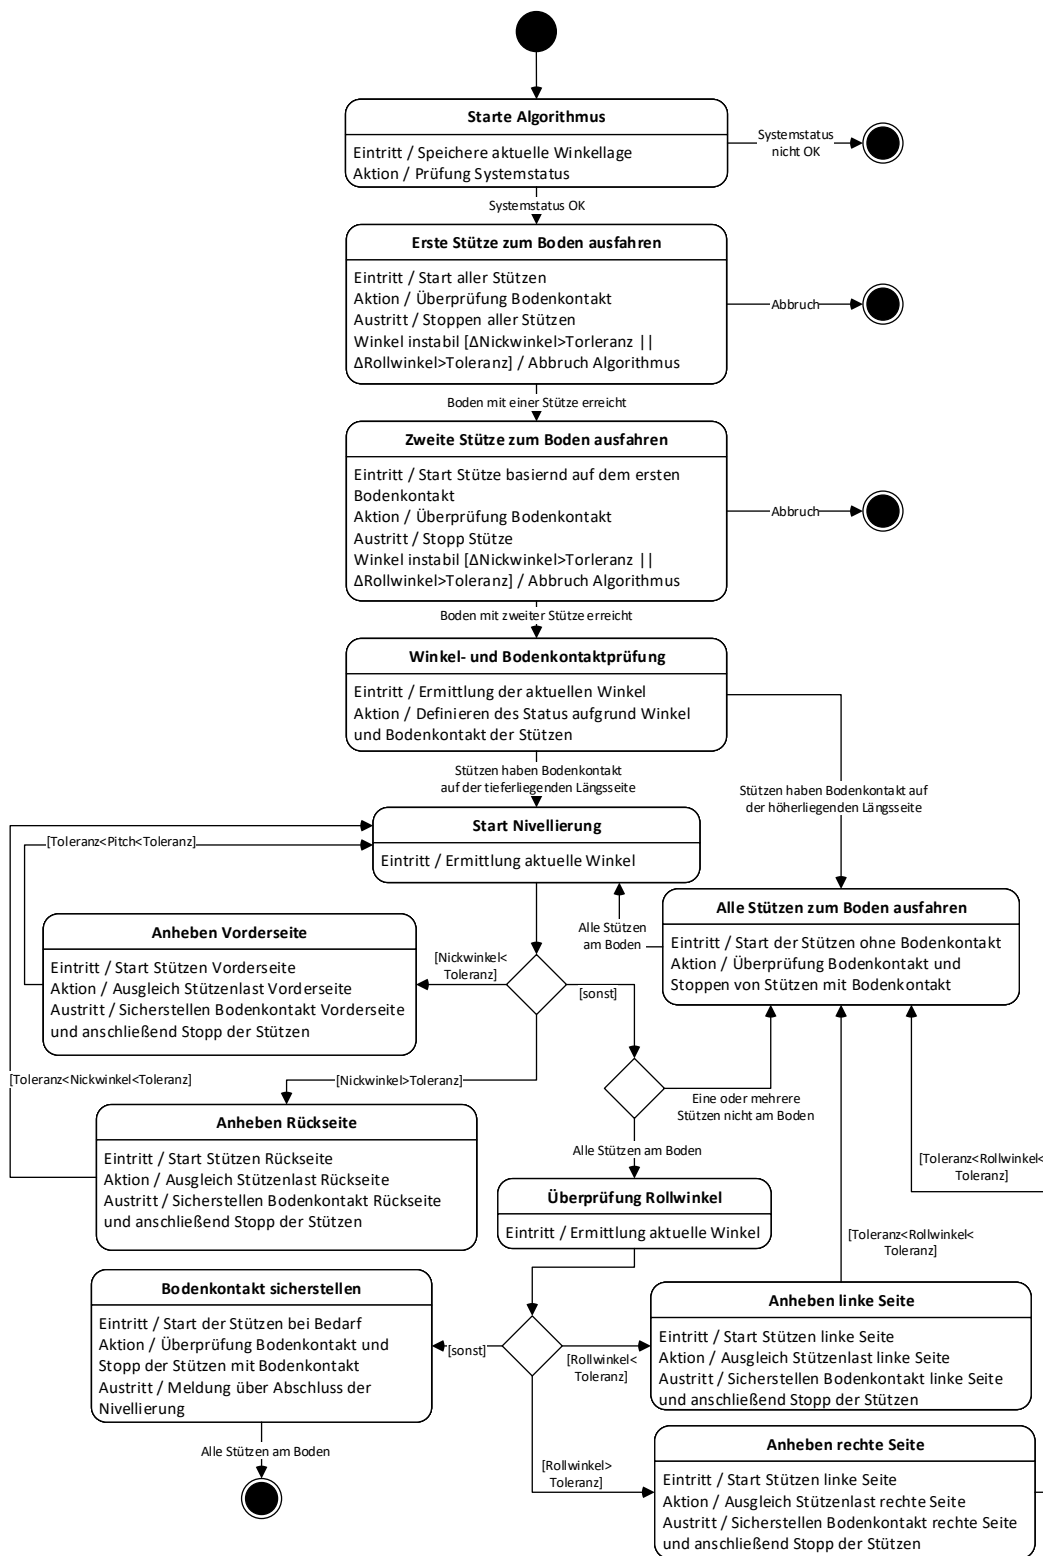 Starte Algorithmus
Eintritt / Speichere aktuelle Winkellage
Aktion / Prüfung Systemstatus
Systemstatus
nicht OK
Systemstatus OK
Erste Stütze zum Boden ausfahren
Eintritt / Start aller Stützen
Aktion / Überprüfung Bodenkontakt
Austritt / Stoppen aller Stützen
Winkel instabil [ΔNickwinkel>Torleranz ||
ΔRollwinkel>Toleranz] / Abbruch Algorithmus
Abbruch
Boden mit einer Stütze erreicht
Zweite Stütze zum Boden ausfahren
Eintritt / Start Stütze basiernd auf dem ersten
Bodenkontakt
Aktion / Überprüfung Bodenkontakt
Austritt / Stopp Stütze
Winkel instabil [ΔNickwinkel>Torleranz ||
ΔRollwinkel>Toleranz] / Abbruch Algorithmus
Abbruch
Boden mit zweiter Stütze erreicht
Winkel- und Bodenkontaktprüfung
Eintritt / Ermittlung der aktuellen Winkel
Aktion / Definieren des Status aufgrund Winkel
und Bodenkontakt der Stützen
Stützen haben Bodenkontakt
auf der tieferliegenden Längsseite
Stützen haben Bodenkontakt auf
der höherliegenden Längsseite
Start Nivellierung
Eintritt / Ermittlung aktuelle Winkel
[Toleranz<Pitch<Toleranz]
Alle Stützen zum Boden ausfahren
Eintritt / Start der Stützen ohne Bodenkontakt
Aktion / Überprüfung Bodenkontakt und
Stoppen von Stützen mit Bodenkontakt
Alle Stützen
am Boden
Anheben Vorderseite
Eintritt / Start Stützen Vorderseite
Aktion / Ausgleich Stützenlast Vorderseite
Austritt / Sicherstellen Bodenkontakt Vorderseite
und anschließend Stopp der Stützen
[Nickwinkel<
Toleranz]
[sonst]
[Toleranz<Nickwinkel<Toleranz]
[Nickwinkel>Toleranz]
Eine oder mehrere
Stützen nicht am Boden
Anheben Rückseite
Eintritt / Start Stützen Rückseite
Aktion / Ausgleich Stützenlast Rückseite
Austritt / Sicherstellen Bodenkontakt Rückseite
und anschließend Stopp der Stützen
Alle Stützen am Boden
[Toleranz<Rollwinkel<
Toleranz]
Überprüfung Rollwinkel
Eintritt / Ermittlung aktuelle Winkel
[Toleranz<Rollwinkel<
Toleranz]
Bodenkontakt sicherstellen
Eintritt / Start der Stützen bei Bedarf
Aktion / Überprüfung Bodenkontakt und
Stopp der Stützen mit Bodenkontakt
Austritt / Meldung über Abschluss der
Nivellierung
[sonst]
[Rollwinkel<
Toleranz]
Anheben linke Seite
Eintritt / Start Stützen linke Seite
Aktion / Ausgleich Stützenlast linke Seite
Austritt / Sicherstellen Bodenkontakt linke Seite
und anschließend Stopp der Stützen
Alle Stützen am Boden
[Rollwinkel>
Toleranz]
Anheben rechte Seite
Eintritt / Start Stützen linke Seite
Aktion / Ausgleich Stützenlast rechte Seite
Austritt / Sicherstellen Bodenkontakt rechte Seite
und anschließend Stopp der Stützen